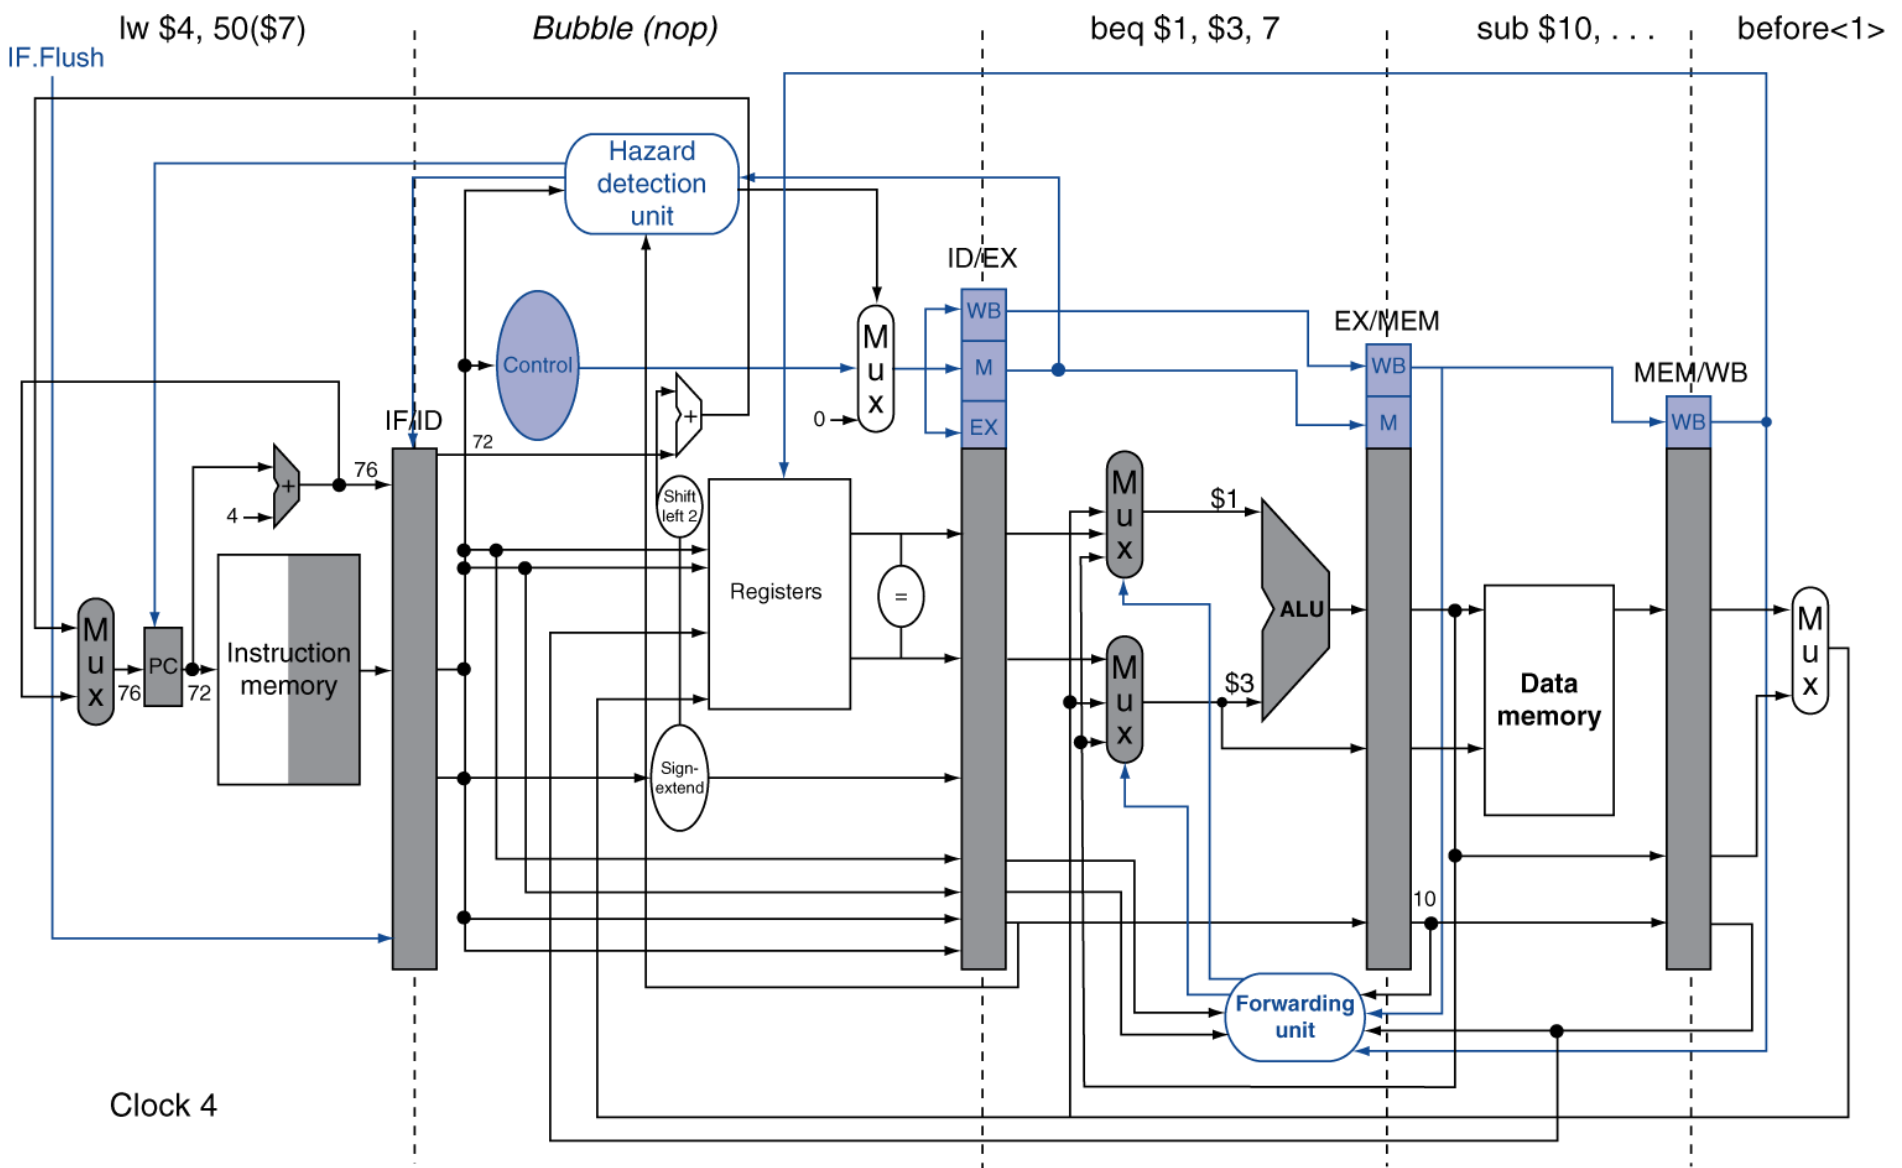 lw $4, 50($7)
Bubble (nop)
beq $1, $3, 7
sub $10, . . .
before<1>
IF.Flush
Hazard
detection
unit
ID/EX
WB
M
EX
EX/MEM
WB
M
MEM/WB
WB
Control
M
u
x
0
+
IF/ID
72
76
+
4
Shift
left 2
Registers
=
M
u
x
$1
ALU
M
u
x
PC
76
72
Instruction
memory
M
u
x
$3
Data
memory
M
u
x
Sign-
extend
10
Forwarding
unit
Clock 4